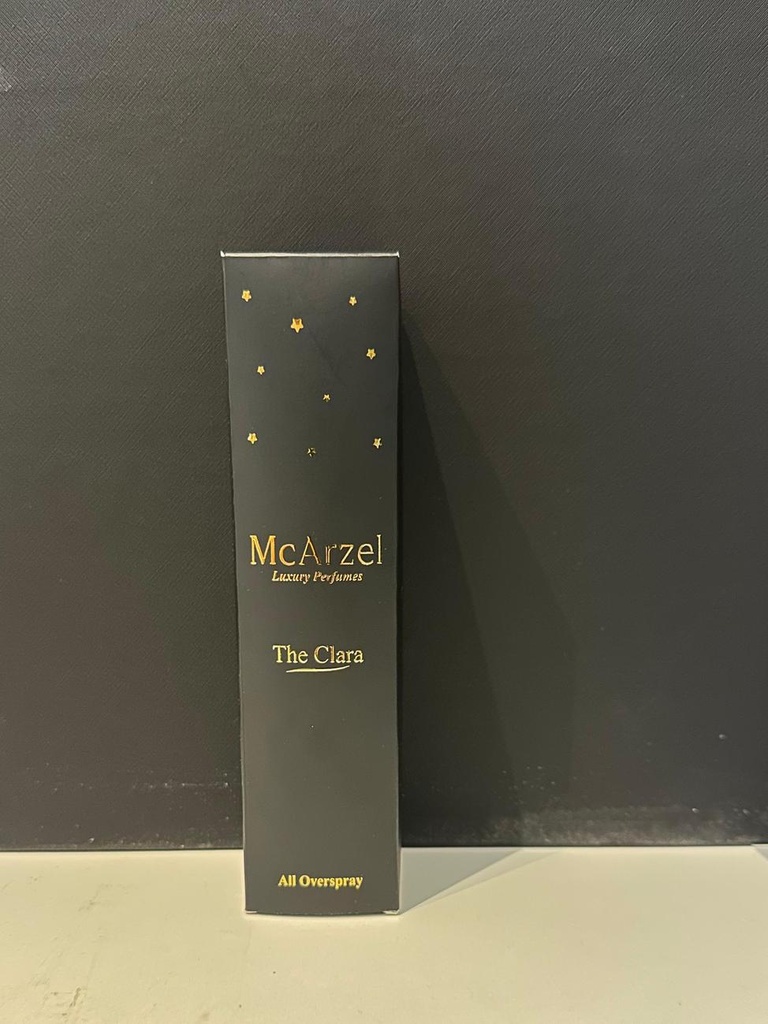 McArzel
Luxury Perfumes
The Clara
All Overspray